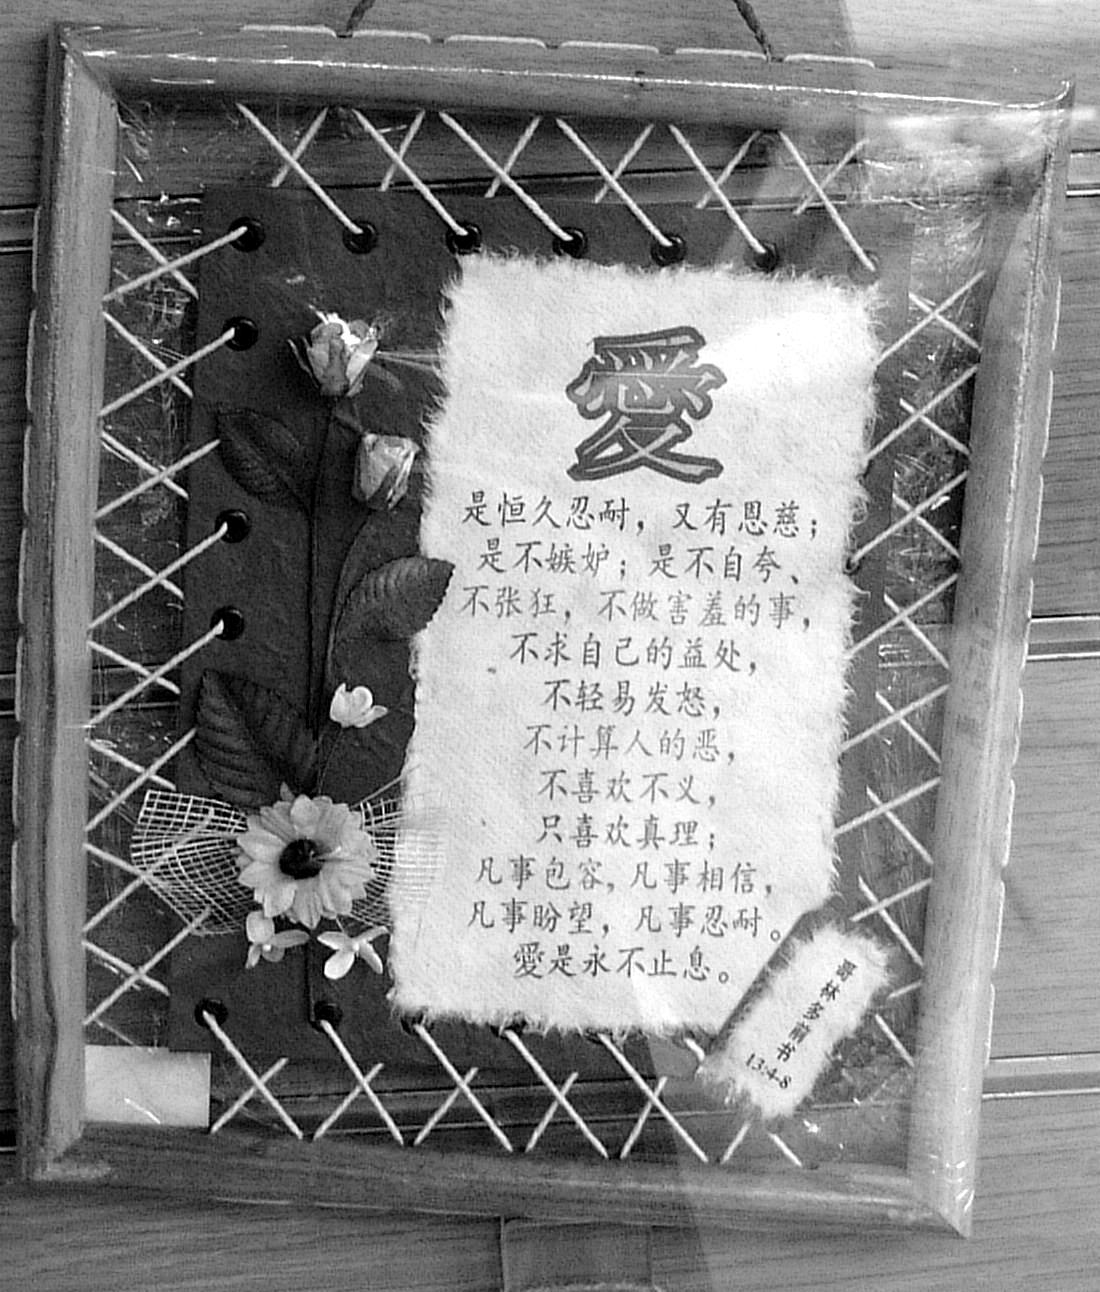 愛
是恒久忍耐，又有恩慈；
是不嫉妒；是不自夸、
不张狂，不做害羞的事，
不求自己的益处，
不轻易发怒，
不计算人的恶，
不喜欢不义，
只喜欢真理；
凡事包容，凡事相信，
凡事盼望，凡事忍耐。
愛是永不止息。
哥林多前书
13:4-8